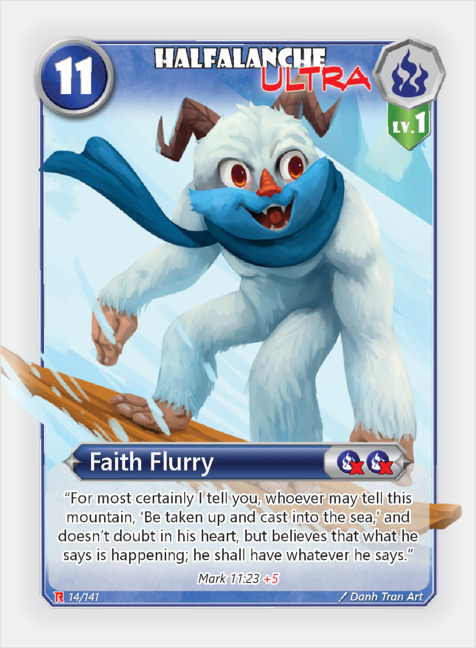 11
HALFALANCHE
ULTRA
LV.1
Faith Flurry
“For most certainly I tell you, whoever may tell this
mountain, ‘Be taken up and cast into the sea,’ and
doesn’t doubt in his heart, but believes that what he
says is happening; he shall have whatever he says.”
Mark 11:23 +5
R 14/141
Danh Tran Art